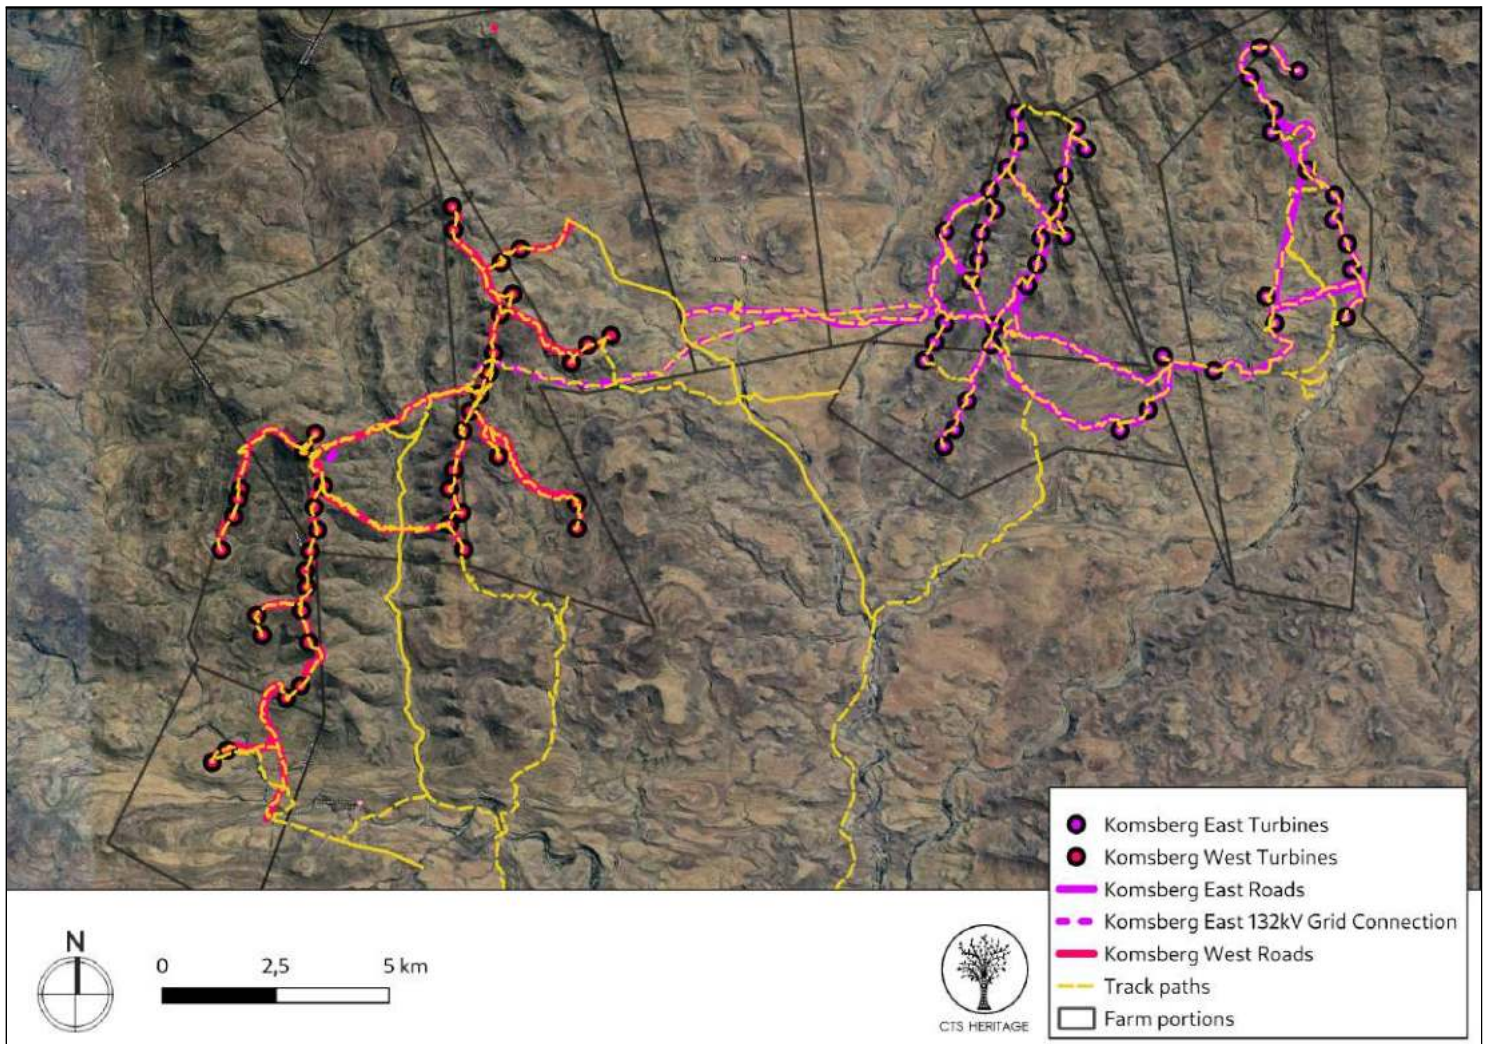 Komsberg East Turbines
Komsberg West Turbines
Komsberg East Roads
Komsberg East 132kV Grid Connection
Komsberg West Roads
Track paths
Farm portions
N
0 2,5 5 km
CTS HERITAGE